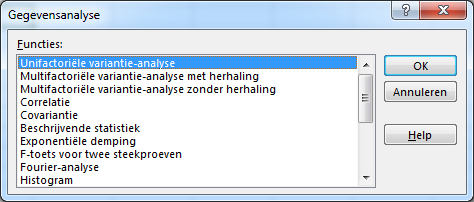 Gegevensanalyse
Functies:
Unifactoriële variantie-analyse
Multifactoriële variantie-analyse met herhaling
Multifactoriële variantie-analyse zonder herhaling
Correlatie
Covariantie
Beschrijvende statistiek
Exponentiële demping
F-toets voor twee steekproeven
Fourier-analyse
Histogram
OK
Annuleren
Help